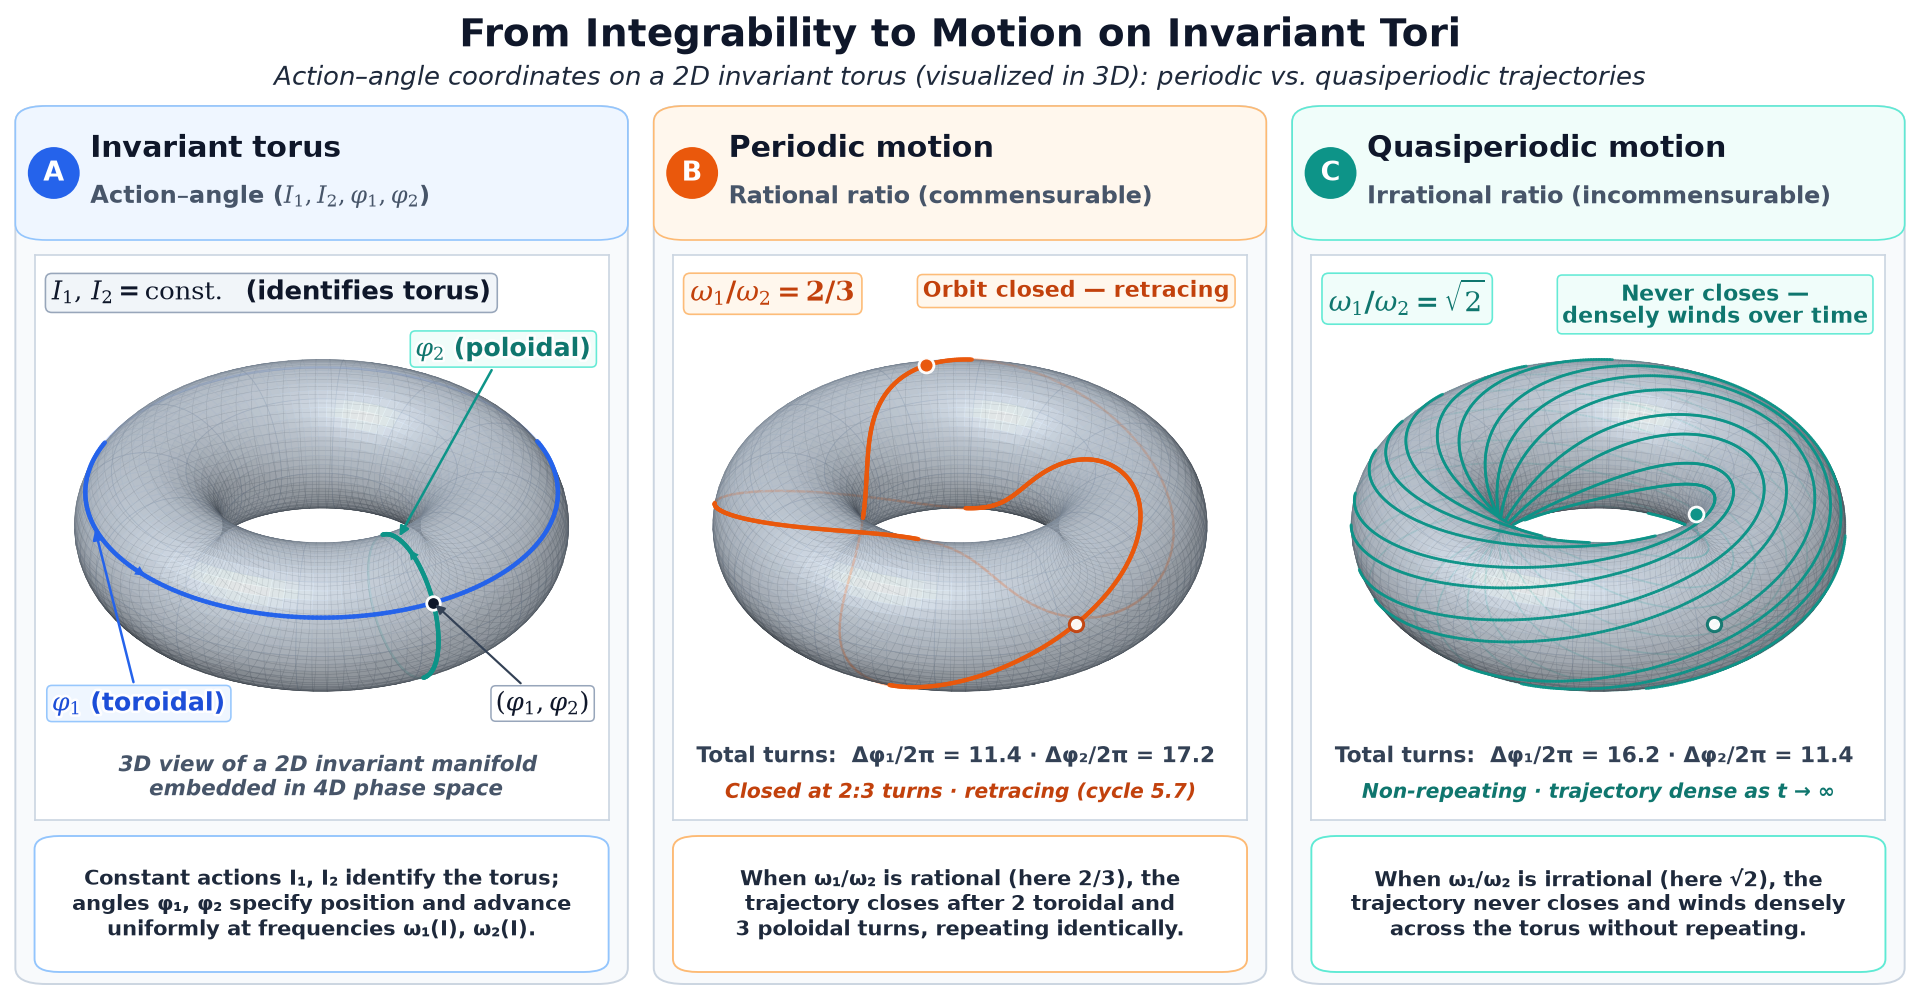 From Integrability to Motion on Invariant Tori
Action–angle coordinates on a 2D invariant torus (visualized in 3D): periodic vs. quasiperiodic trajectories
A
Invariant torus
Action–angle (I₁, I₂, φ₁, φ₂)
I₁, I₂ = const. (identifies torus)
φ₂ (poloidal)
φ₁ (toroidal)
(φ₁, φ₂)
3D view of a 2D invariant manifold
embedded in 4D phase space
Constant actions I₁, I₂ identify the torus;
angles φ₁, φ₂ specify position and advance
uniformly at frequencies ω₁(I), ω₂(I).
B
Periodic motion
Rational ratio (commensurable)
ω₁/ω₂ = 2/3
Orbit closed — retracing
Total turns: Δφ₁/2π = 11.4 · Δφ₂/2π = 17.2
Closed at 2:3 turns · retracing (cycle 5.7)
When ω₁/ω₂ is rational (here 2/3), the
trajectory closes after 2 toroidal and
3 poloidal turns, repeating identically.
C
Quasiperiodic motion
Irrational ratio (incommensurable)
ω₁/ω₂ = √2
Never closes —
densely winds over time
Total turns: Δφ₁/2π = 16.2 · Δφ₂/2π = 11.4
Non-repeating · trajectory dense as t → ∞
When ω₁/ω₂ is irrational (here √2), the
trajectory never closes and winds densely
across the torus without repeating.